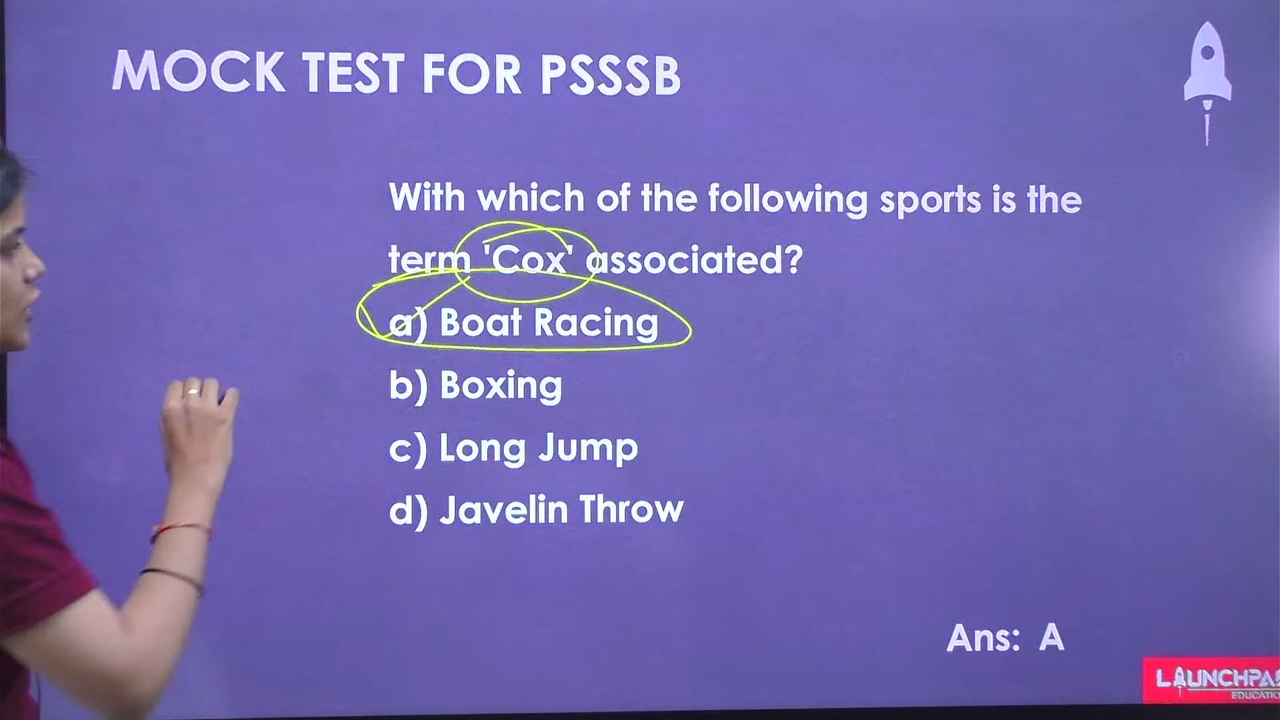 MOCK TEST FOR PSSSB
With which of the following sports is the
term 'Cox' associated?
a) Boat Racing
b) Boxing
c) Long Jump
d) Javelin Throw
Ans: A
LAUNCHPA
EDUCATIO